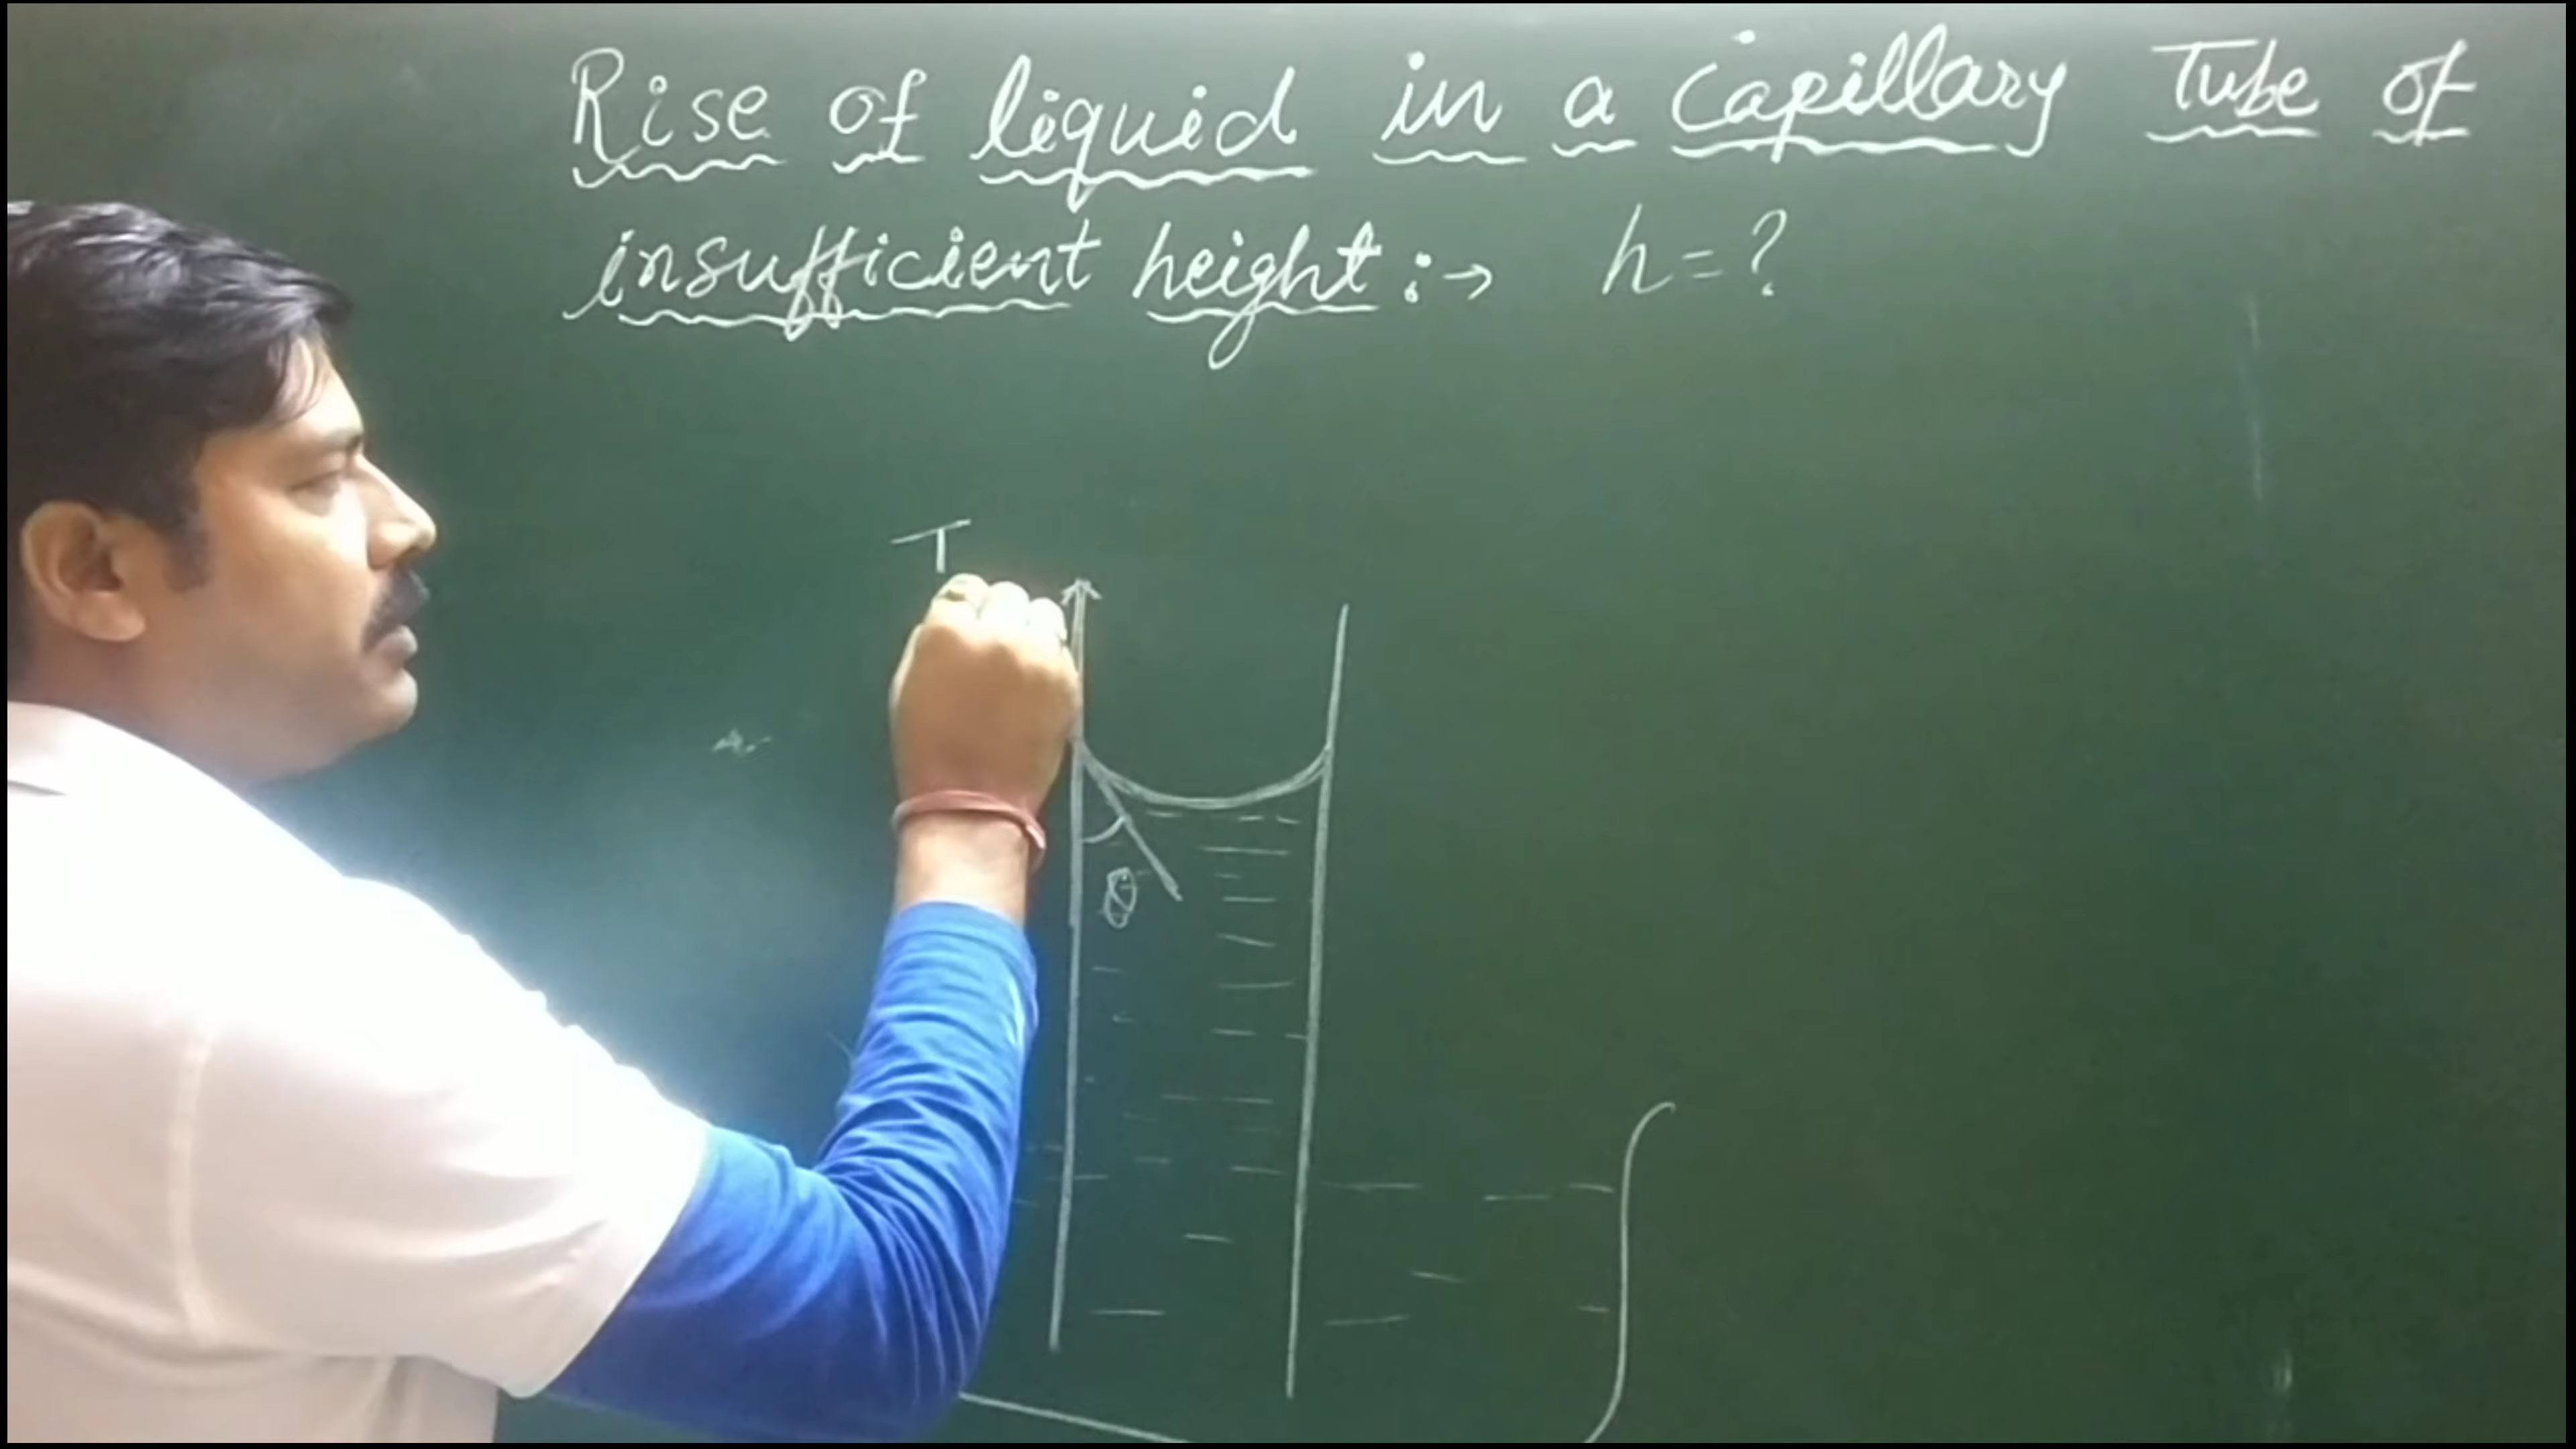 Rise of liquid in a Capillary Tube of
insufficient height :→ h = ?
T
θ